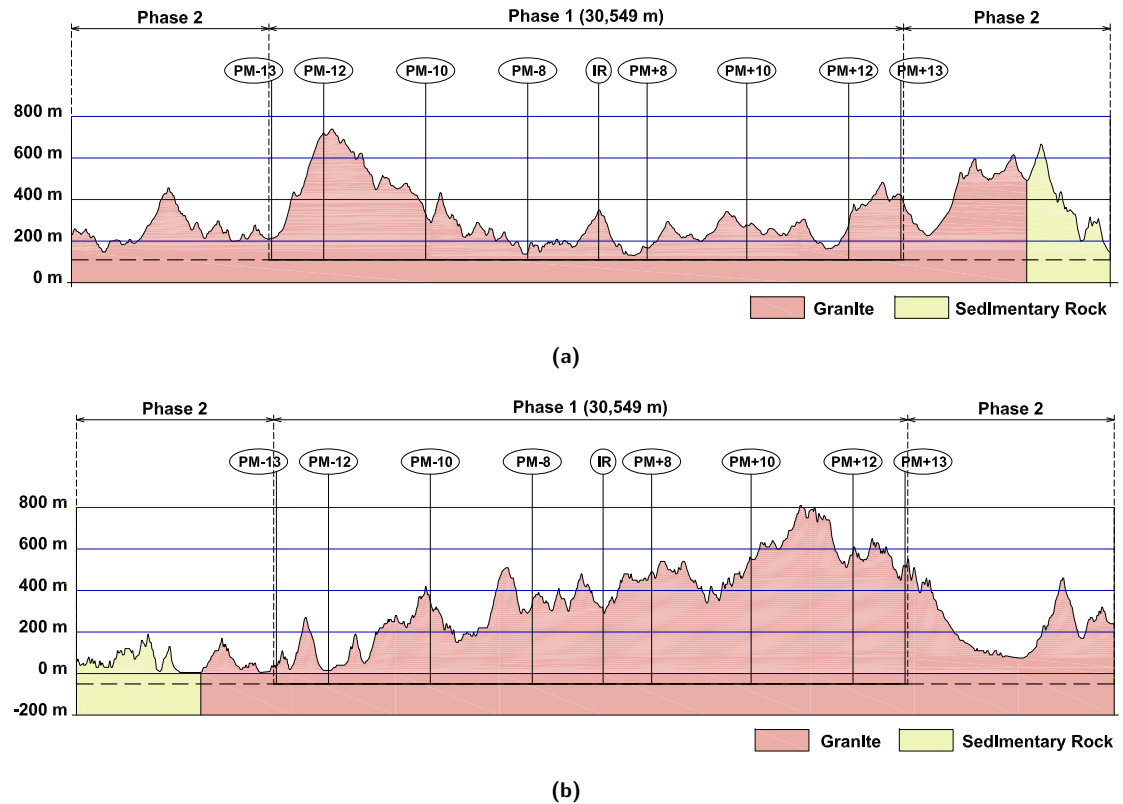 Phase 2 Phase 1 (30,549 m) Phase 2
PM-13 PM-12 PM-10 PM-8 IR PM+8 PM+10 PM+12 PM+13
800 m
600 m
400 m
200 m
0 m
Granite Sedimentary Rock
(a)
Phase 2 Phase 1 (30,549 m) Phase 2
PM-13 PM-12 PM-10 PM-8 IR PM+8 PM+10 PM+12 PM+13
800 m
600 m
400 m
200 m
0 m
-200 m
Granite Sedimentary Rock
(b)